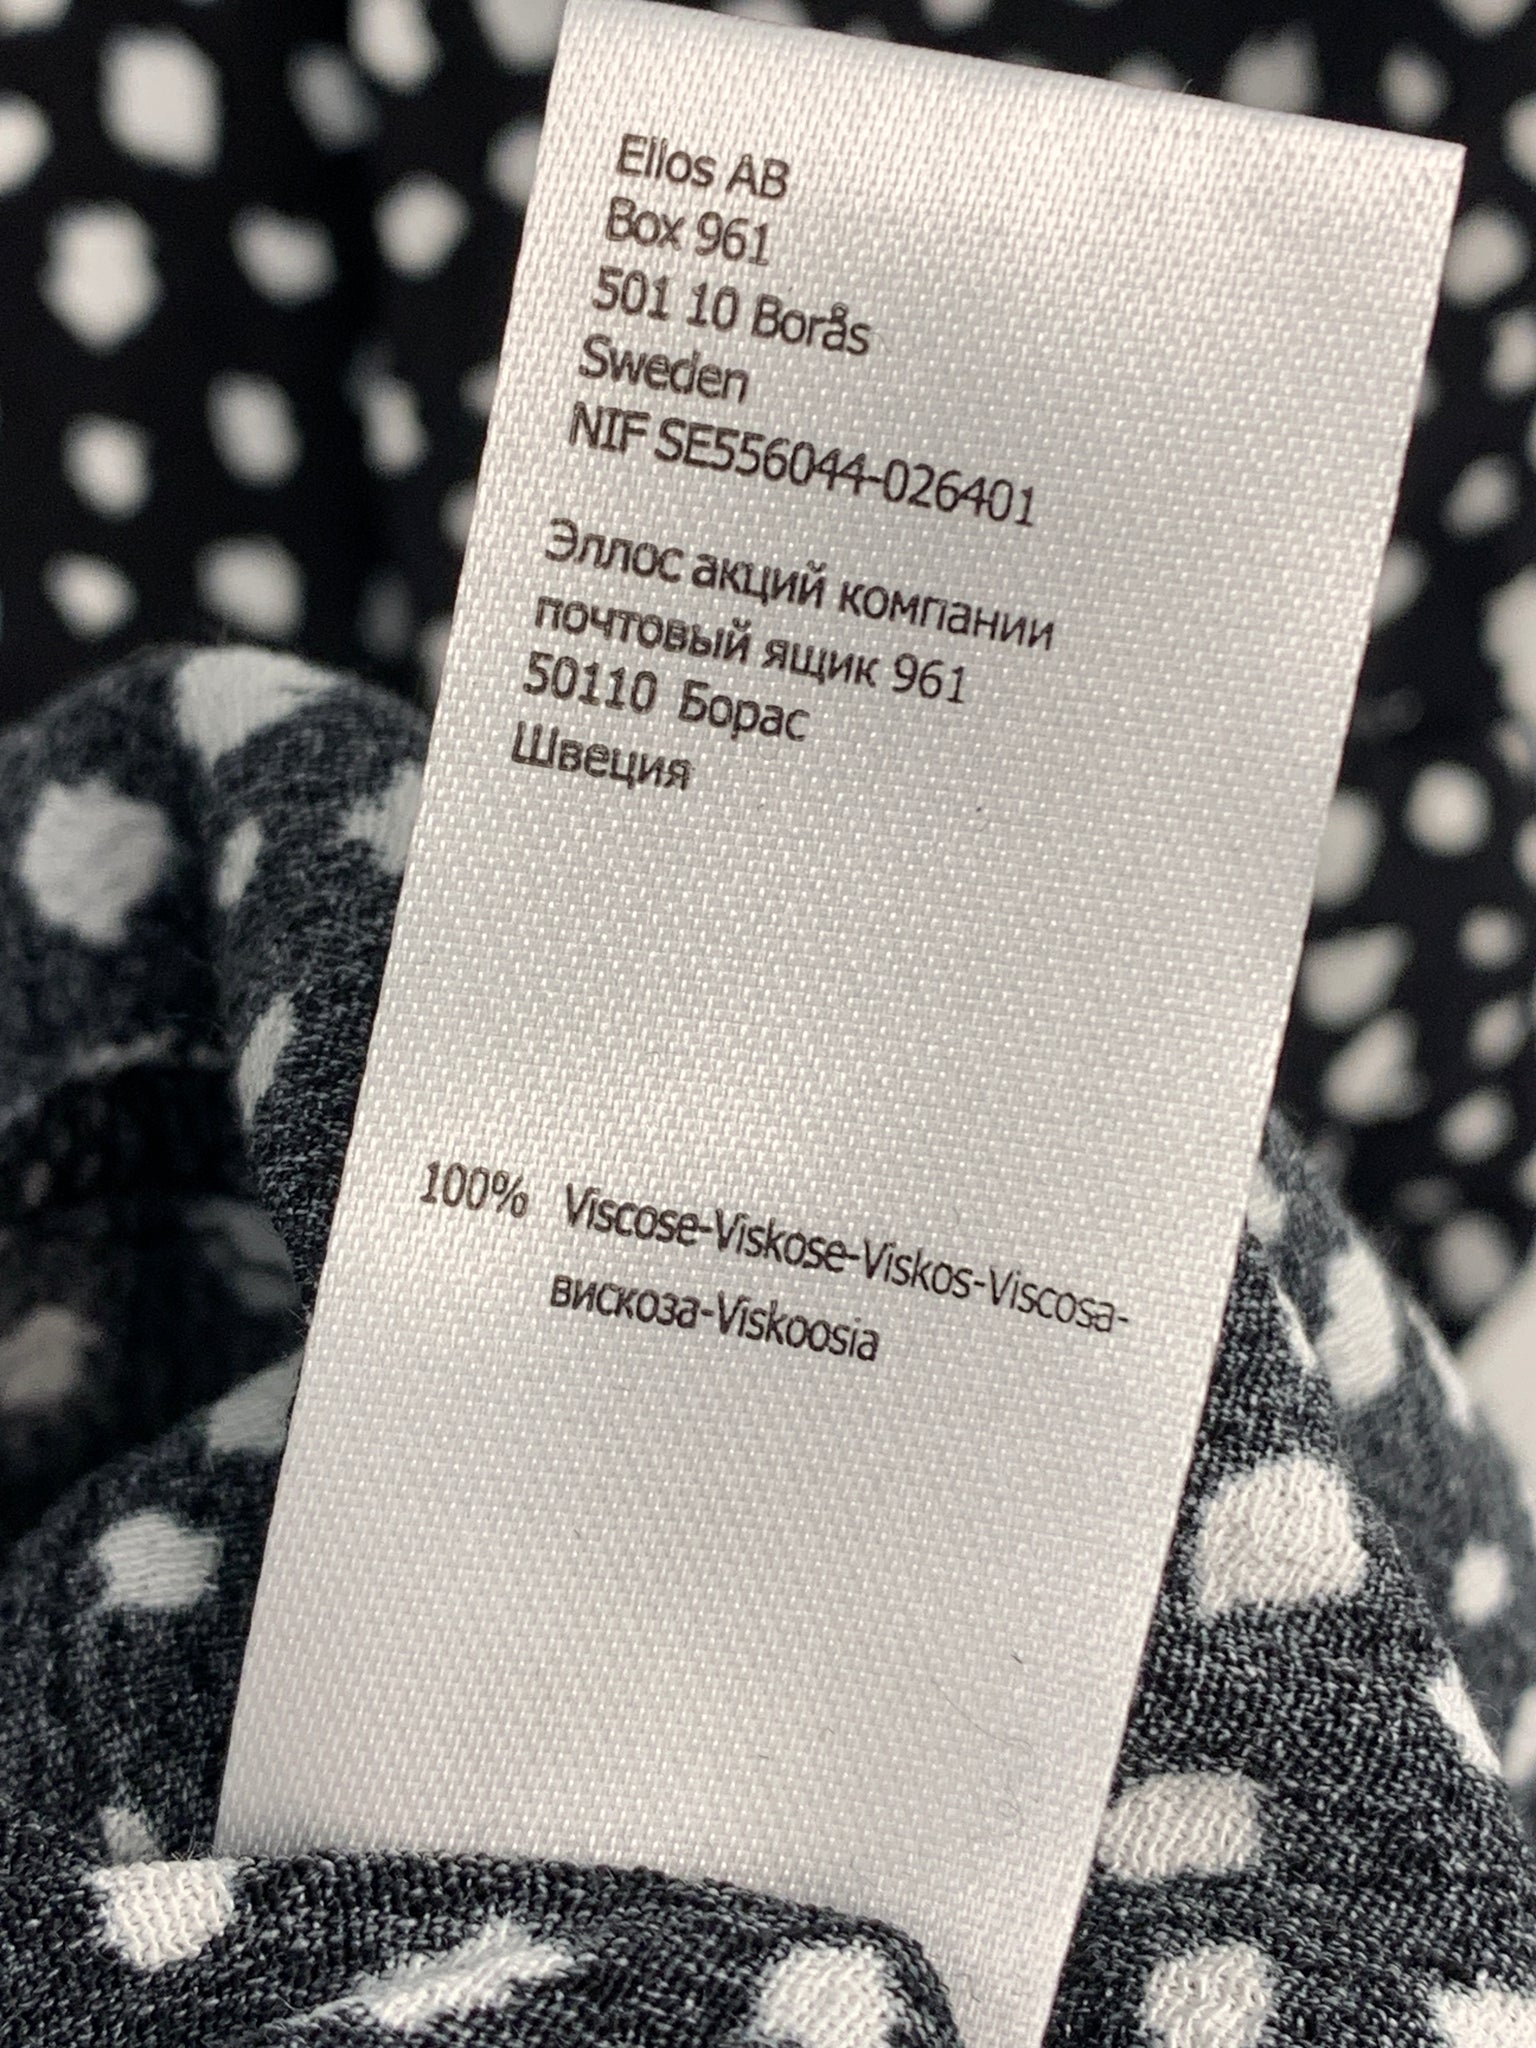 Ellos AB
Box 961
501 10 Borås
Sweden
NIF SE556044-026401
Эллос акций компании
почтовый ящик 961
50110 Борас
Швеция
100% Viscose-Viskose-Viskos-Viscosa-
вискоза-Viskoosia